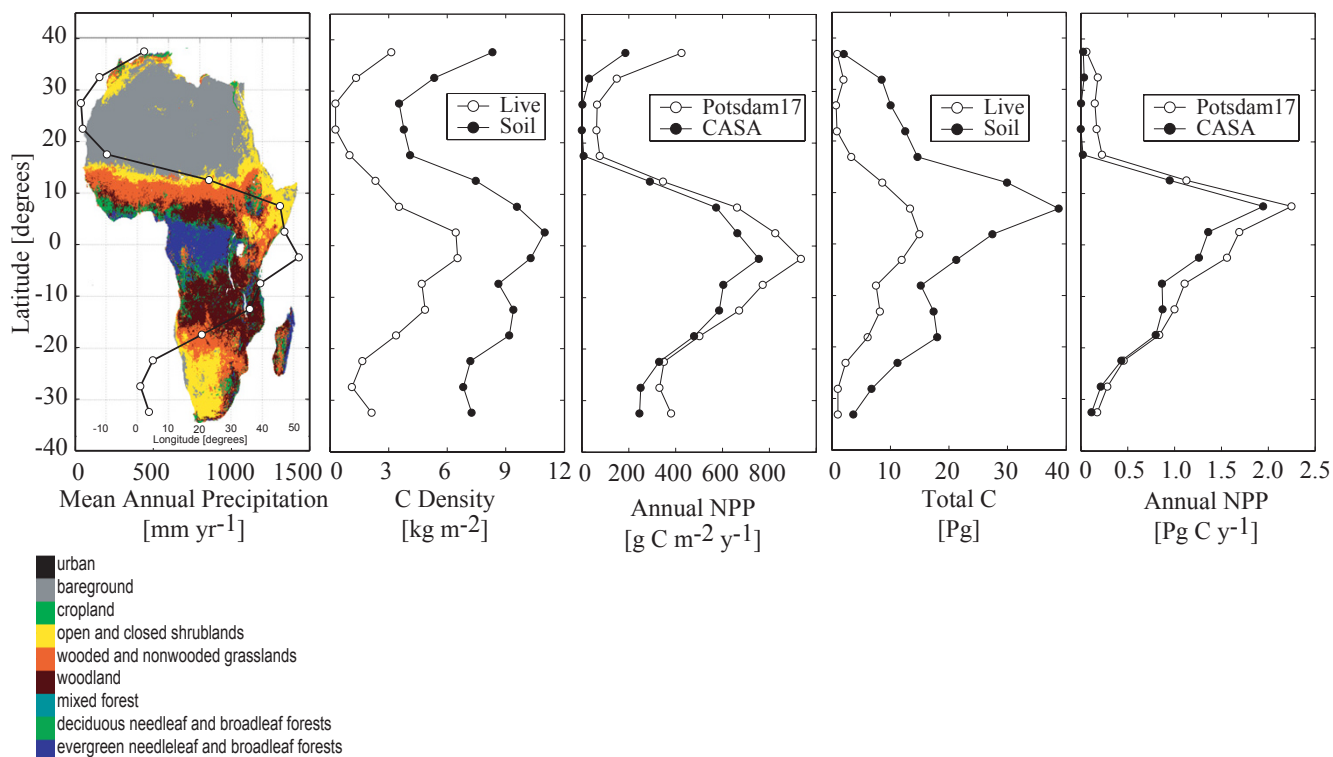 Latitude [degrees]
40
30
20
10
0
-10
-20
-30
-40
-10 0 10 20 30 40 50
Longitude [degrees]
0 500 1000 1500
Mean Annual Precipitation
[mm yr-1]
Live
Soil
0 3 6 9 12
C Density
[kg m-2]
Potsdam17
CASA
0 200 400 600 800
Annual NPP
[g C m-2 y-1]
Live
Soil
0 10 20 30 40
Total C
[Pg]
Potsdam17
CASA
0 0.5 1.0 1.5 2.0 2.5
Annual NPP
[Pg C y-1]
urban
bareground
cropland
open and closed shrublands
wooded and nonwooded grasslands
woodland
mixed forest
deciduous needleaf and broadleaf forests
evergreen needleleaf and broadleaf forests